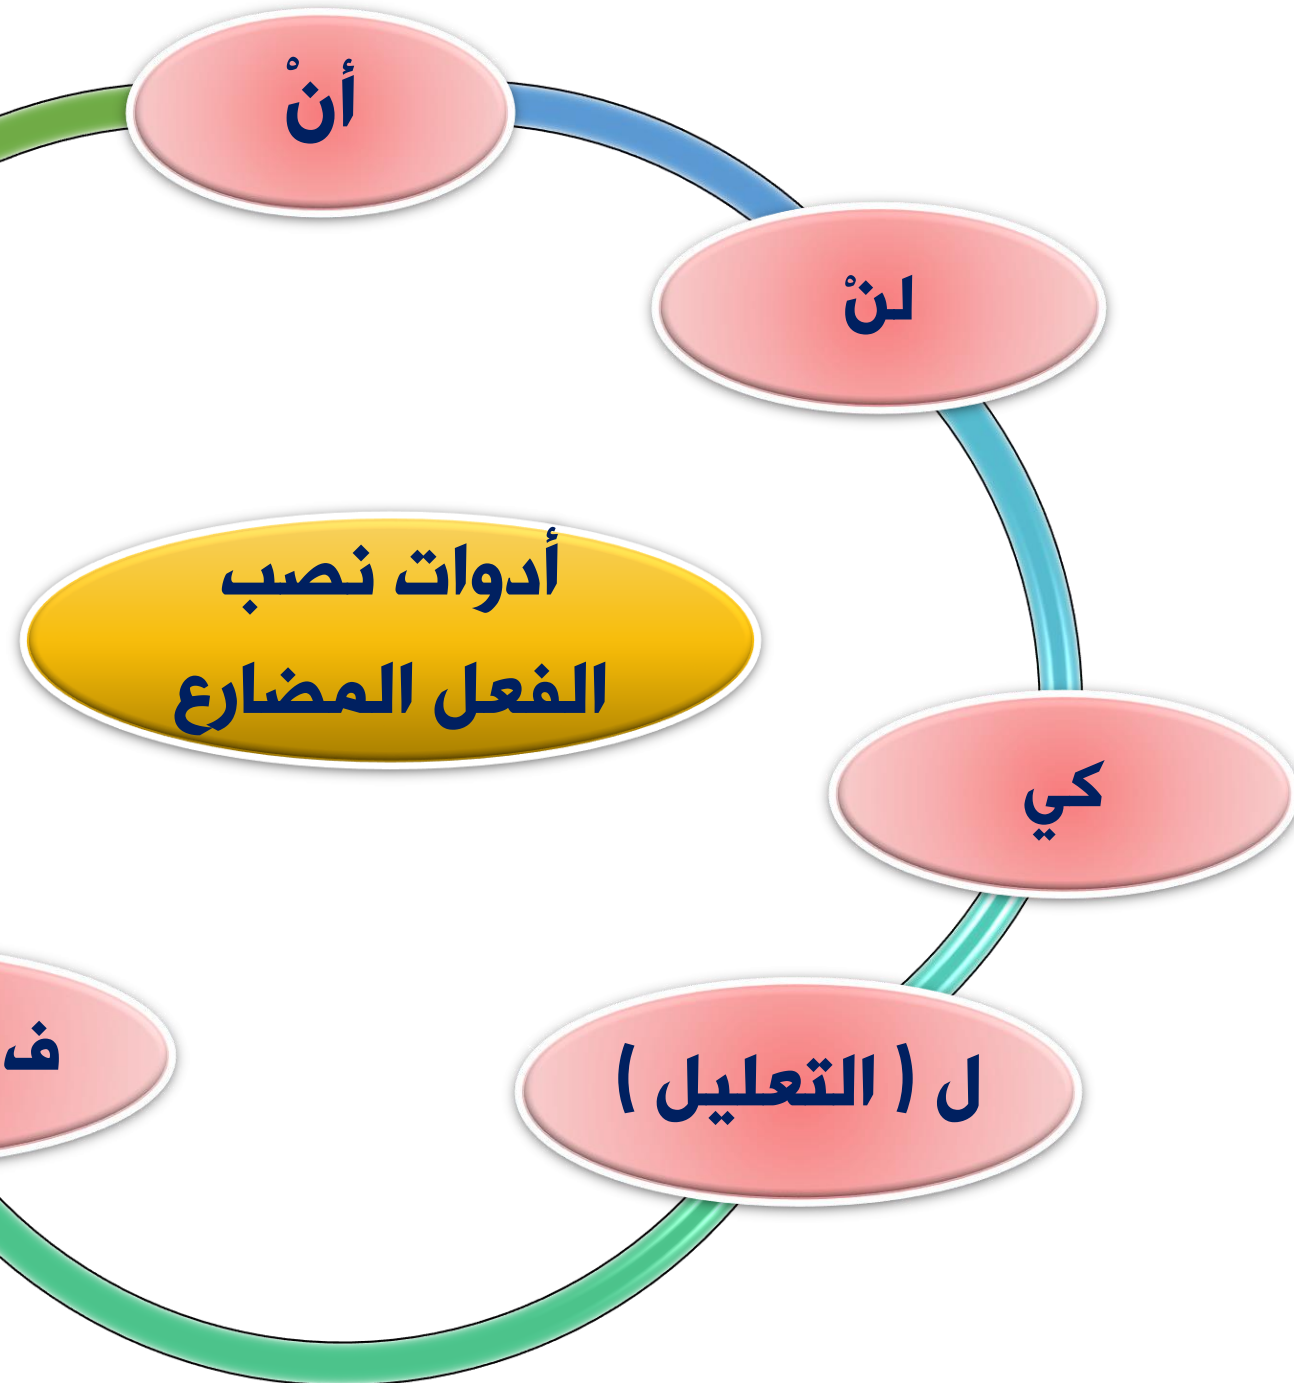 أنْ
لنْ
أدوات نصب
الفعل المضارع
كي
ل ( التعليل )
ف